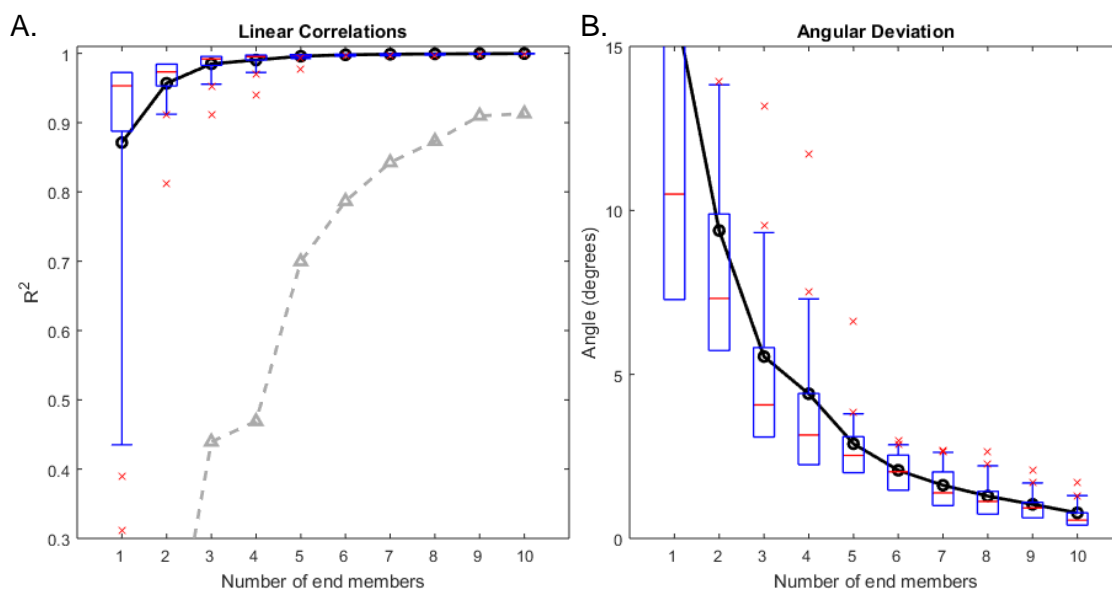 A.
Linear Correlations
1
0.9
0.8
0.7
0.6
0.5
0.4
0.3
R2
1 2 3 4 5 6 7 8 9 10
Number of end members
B.
Angular Deviation
15
10
5
0
Angle (degrees)
1 2 3 4 5 6 7 8 9 10
Number of end members